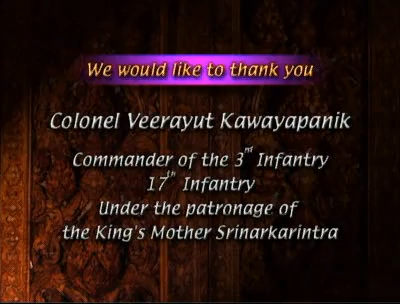 We would like to thank you
Colonel Veerayut Kawayapanik
Commander of the 3rd Infantry
17th Infantry
Under the patronage of
the King's Mother Srinarkarintra